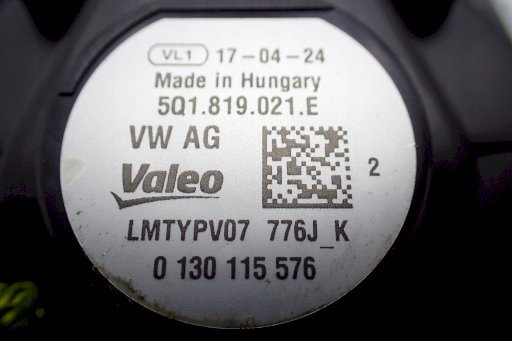 VL1 17-04-24
Made in Hungary
5Q1.819.021.E
VW AG
Valeo
2
LMTYPV07 776J_K
0 130 115 576